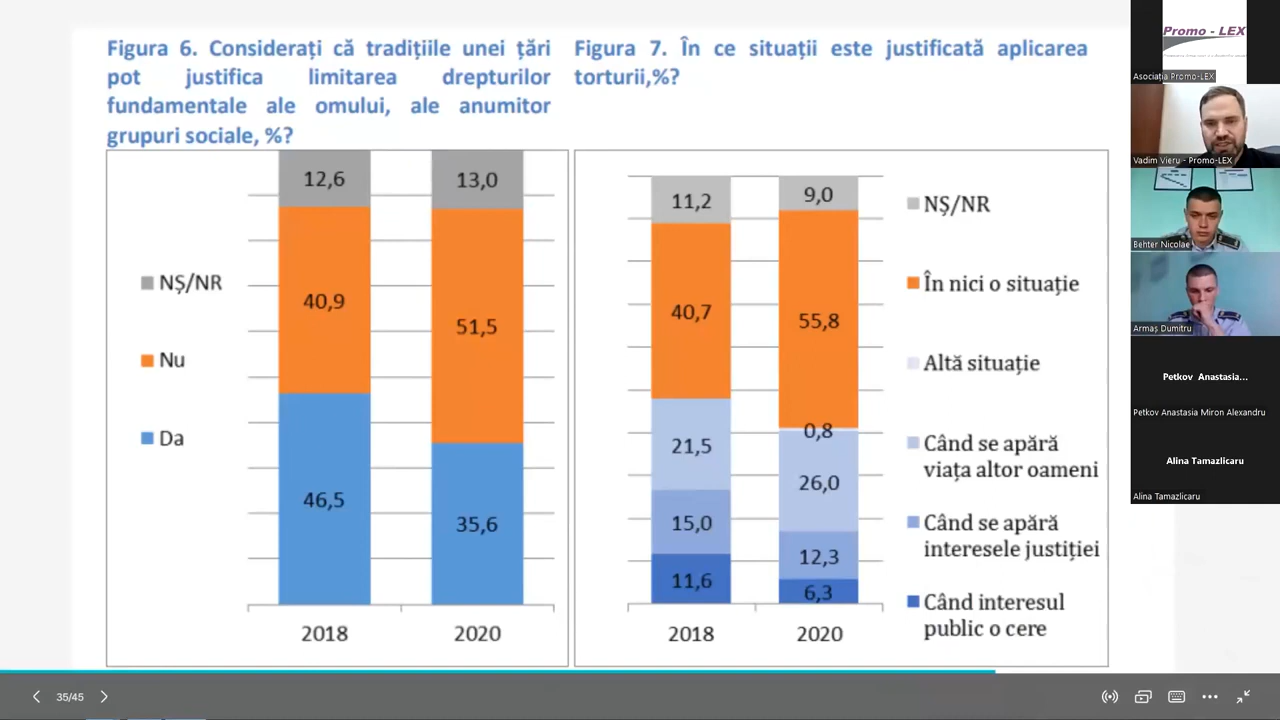 Figura 6. Considerați că tradițiile unei țări
pot justifica limitarea drepturilor
fundamentale ale omului, ale anumitor
grupuri sociale, %?
NȘ/NR
Nu
Da
12,6
40,9
46,5
13,0
51,5
35,6
2018
2020
Figura 7. În ce situații este justificată aplicarea
torturii,%?
11,2
40,7
21,5
15,0
11,6
9,0
55,8
0,8
26,0
12,3
6,3
2018
2020
NȘ/NR
În nici o situație
Altă situație
Când se apără
viața altor oameni
Când se apără
interesele justiției
Când interesul
public o cere
35/45
Promo - LEX
Asociația Promo-LEX
Vadim Vieru - Promo-LEX
Behter Nicolae
Armaș Dumitru
Petkov Anastasia...
Petkov Anastasia Miron Alexandru
Alina Tamazlicaru
Alina Tamazlicaru